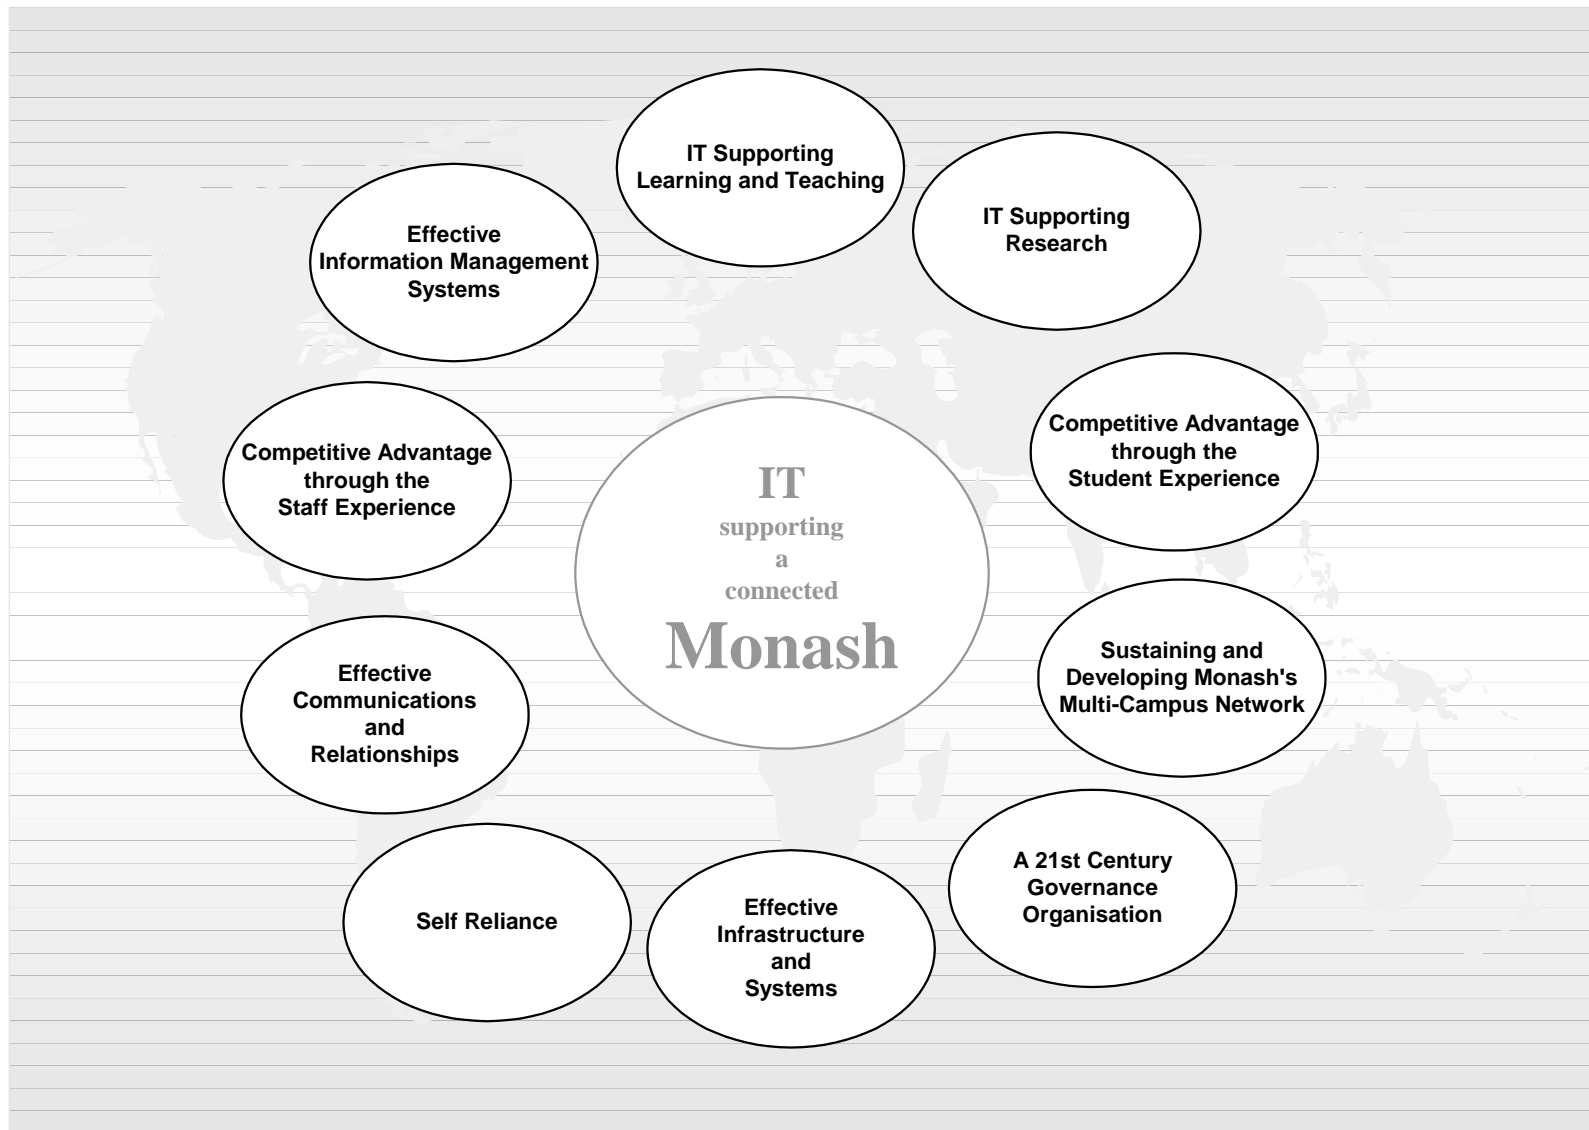 IT Supporting
Learning and Teaching
IT Supporting
Research
Effective
Information Management
Systems
Competitive Advantage
through the
Student Experience
Competitive Advantage
through the
Staff Experience
IT
supporting
a
connected
Monash
Sustaining and
Developing Monash's
Multi-Campus Network
Effective
Communications
and
Relationships
A 21st Century
Governance
Organisation
Self Reliance
Effective
Infrastructure
and
Systems